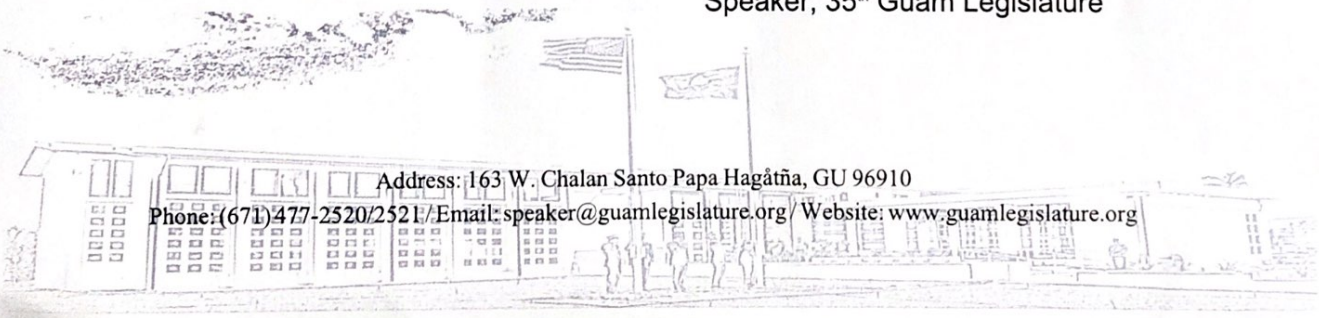 Speaker, 35th Guam Legislature
Address: 163 W. Chalan Santo Papa Hagåtña, GU 96910
Phone: (671)477-2520/2521/ Email: speaker@guamlegislature.org/ Website: www.guamlegislature.org